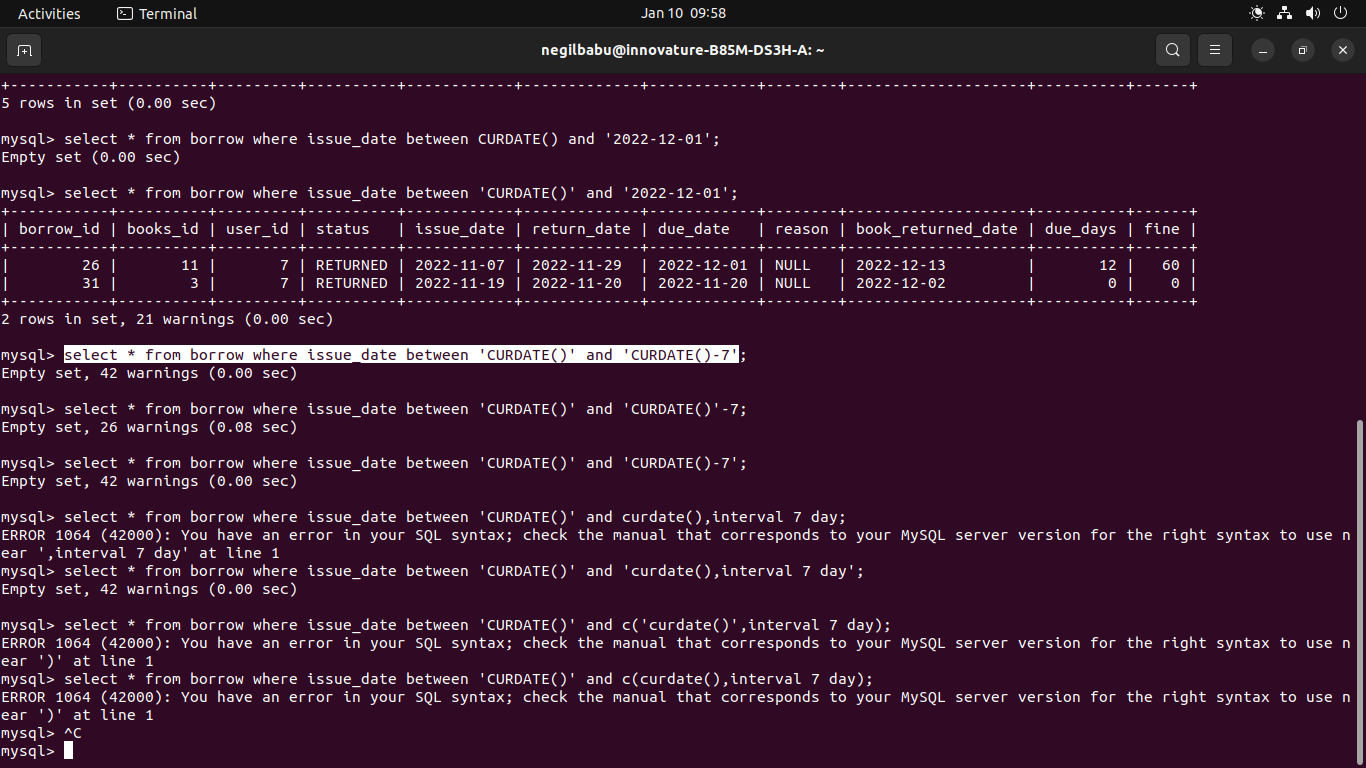 Activities Terminal Jan 10 09:58
negilbabu@innovature-B85M-DS3H-A: ~
+-----------+----------+---------+----------+------------+-------------+------------+--------+--------------------+----------+------+
5 rows in set (0.00 sec)
mysql> select * from borrow where issue_date between CURDATE() and '2022-12-01';
Empty set (0.00 sec)
mysql> select * from borrow where issue_date between 'CURDATE()' and '2022-12-01';
+-----------+----------+---------+----------+------------+-------------+------------+--------+--------------------+----------+------+
| borrow_id | books_id | user_id | status   | issue_date | return_date | due_date   | reason | book_returned_date | due_days | fine |
+-----------+----------+---------+----------+------------+-------------+------------+--------+--------------------+----------+------+
|        26 |       11 |       7 | RETURNED | 2022-11-07 | 2022-11-29  | 2022-12-01 | NULL   | 2022-12-13         |       12 |   60 |
|        31 |        3 |       7 | RETURNED | 2022-11-19 | 2022-11-20  | 2022-11-20 | NULL   | 2022-12-02         |        0 |    0 |
+-----------+----------+---------+----------+------------+-------------+------------+--------+--------------------+----------+------+
2 rows in set, 21 warnings (0.00 sec)
mysql> select * from borrow where issue_date between 'CURDATE()' and 'CURDATE()-7';
Empty set, 42 warnings (0.00 sec)
mysql> select * from borrow where issue_date between 'CURDATE()' and 'CURDATE()'-7;
Empty set, 26 warnings (0.08 sec)
mysql> select * from borrow where issue_date between 'CURDATE()' and 'CURDATE()-7';
Empty set, 42 warnings (0.00 sec)
mysql> select * from borrow where issue_date between 'CURDATE()' and curdate(),interval 7 day;
ERROR 1064 (42000): You have an error in your SQL syntax; check the manual that corresponds to your MySQL server version for the right syntax to use n
ear ',interval 7 day' at line 1
mysql> select * from borrow where issue_date between 'CURDATE()' and 'curdate(),interval 7 day';
Empty set, 42 warnings (0.00 sec)
mysql> select * from borrow where issue_date between 'CURDATE()' and c('curdate()',interval 7 day);
ERROR 1064 (42000): You have an error in your SQL syntax; check the manual that corresponds to your MySQL server version for the right syntax to use n
ear ')' at line 1
mysql> select * from borrow where issue_date between 'CURDATE()' and c(curdate(),interval 7 day);
ERROR 1064 (42000): You have an error in your SQL syntax; check the manual that corresponds to your MySQL server version for the right syntax to use n
ear ')' at line 1
mysql> ^C
mysql>